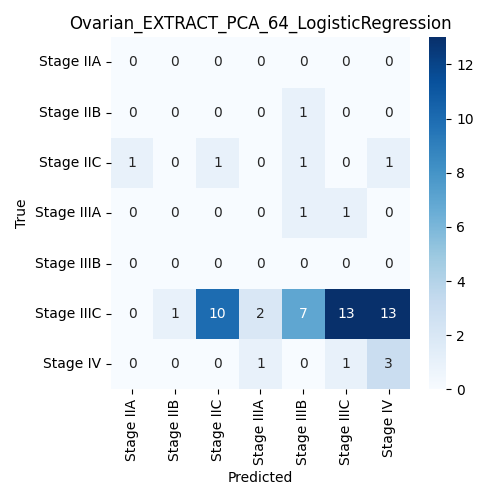 Ovarian_EXTRACT_PCA_64_LogisticRegression
Stage IIA 0 0 0 0 0 0 0
Stage IIB 0 0 0 0 1 0 0
Stage IIC 1 0 1 0 1 0 1
Stage IIIA 0 0 0 0 1 1 0
Stage IIIB 0 0 0 0 0 0 0
Stage IIIC 0 1 10 2 7 13 13
Stage IV 0 0 0 1 0 1 3
True
Stage IIA
Stage IIB
Stage IIC
Stage IIIA
Stage IIIB
Stage IIIC
Stage IV
Predicted
12
10
8
6
4
2
0